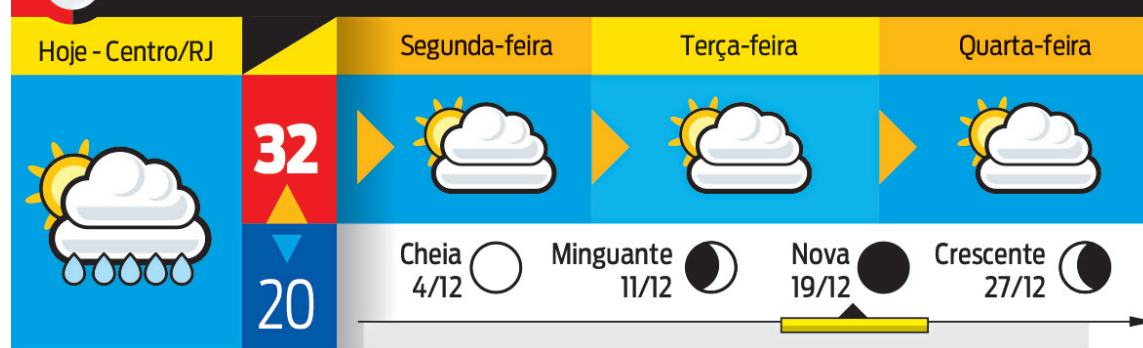 Hoje - Centro/RJ
Segunda-feira
Terça-feira
Quarta-feira
32
20
Cheia
4/12
Minguante
11/12
Nova
19/12
Crescente
27/12